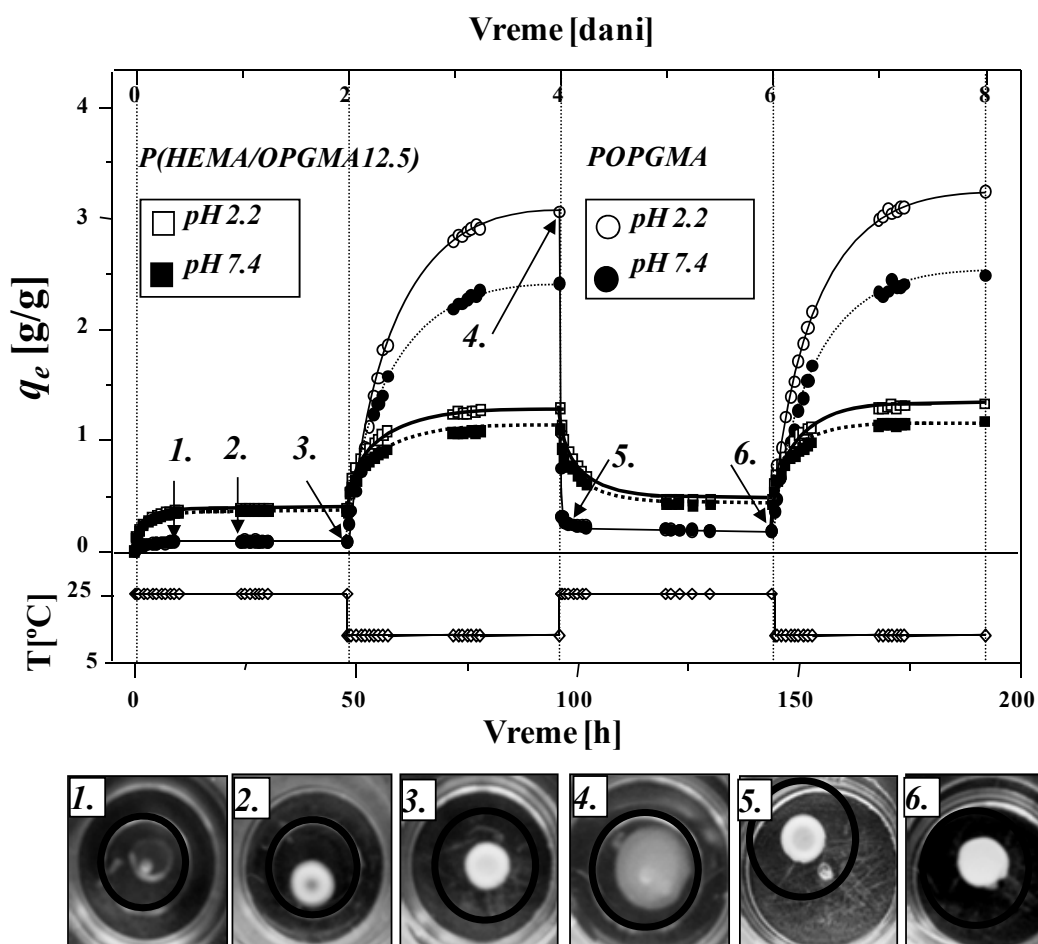 Vreme [dani]
0 2 4 6 8
4
P(HEMA/OPGMA12.5) POPGMA
pH 2.2 pH 2.2
3
pH 7.4 pH 7.4
4.
2
q_e [g/g]
1
1. 2. 3. 5. 6.
0
25
T[ºC]
5
0 50 100 150 200
Vreme [h]
1. 2. 3. 4. 5. 6.